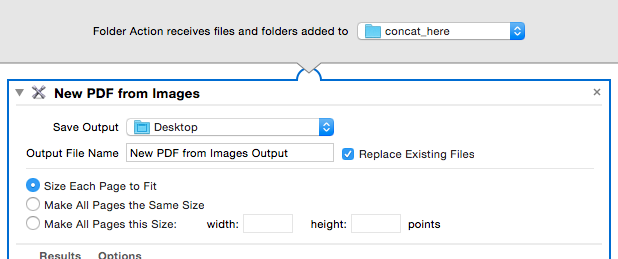 Folder Action receives files and folders added to concat_here
New PDF from Images
Save Output Desktop
Output File Name New PDF from Images Output Replace Existing Files
Size Each Page to Fit
Make All Pages the Same Size
Make All Pages this Size: width: height: points
Results Options